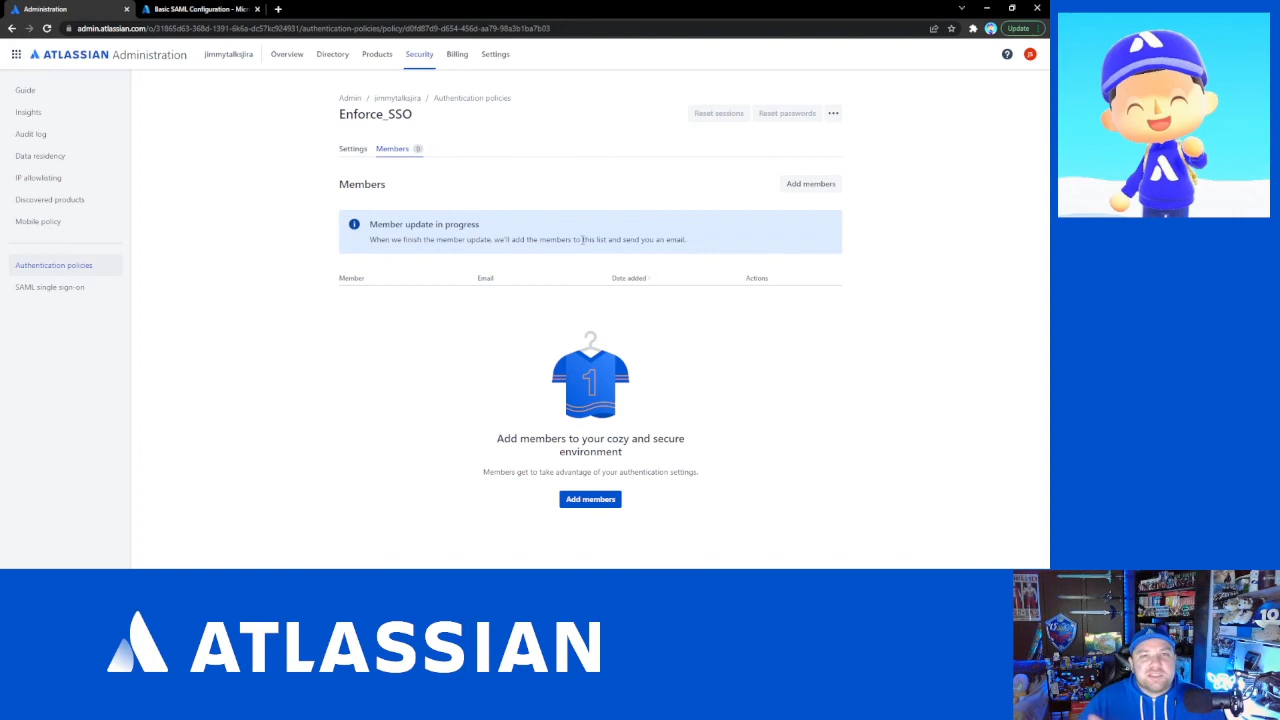 Administration
Basic SAML Configuration - Micr
admin.atlassian.com/o/31865d63-368d-1391-6k6a-dc57kc924931/authentication-policies/policy/d0fd87d9-d654-456d-aa79-98a3b1ba7b03
Update
ATLASSIAN Administration
jimmytalksjira
Overview
Directory
Products
Security
Billing
Settings
JS
Guide
Insights
Audit log
Data residency
IP allowlisting
Discovered products
Mobile policy
Authentication policies
SAML single sign-on
Admin / jimmytalksjira / Authentication policies
Enforce_SSO
Reset sessions
Reset passwords
Settings
Members 0
Members
Add members
Member update in progress
When we finish the member update, we'll add the members to this list and send you an email.
Member
Email
Date added
Actions
1
Add members to your cozy and secure
environment
Members get to take advantage of your authentication settings.
Add members
ATLASSIAN